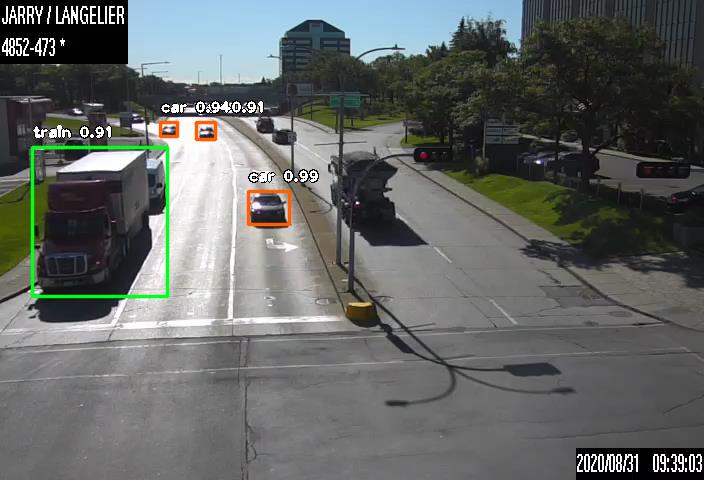 JARRY / LANGELIER
4852-473 *
car 0.94
0.91
train 0.91
car 0.99
2020/08/31 09:39:03